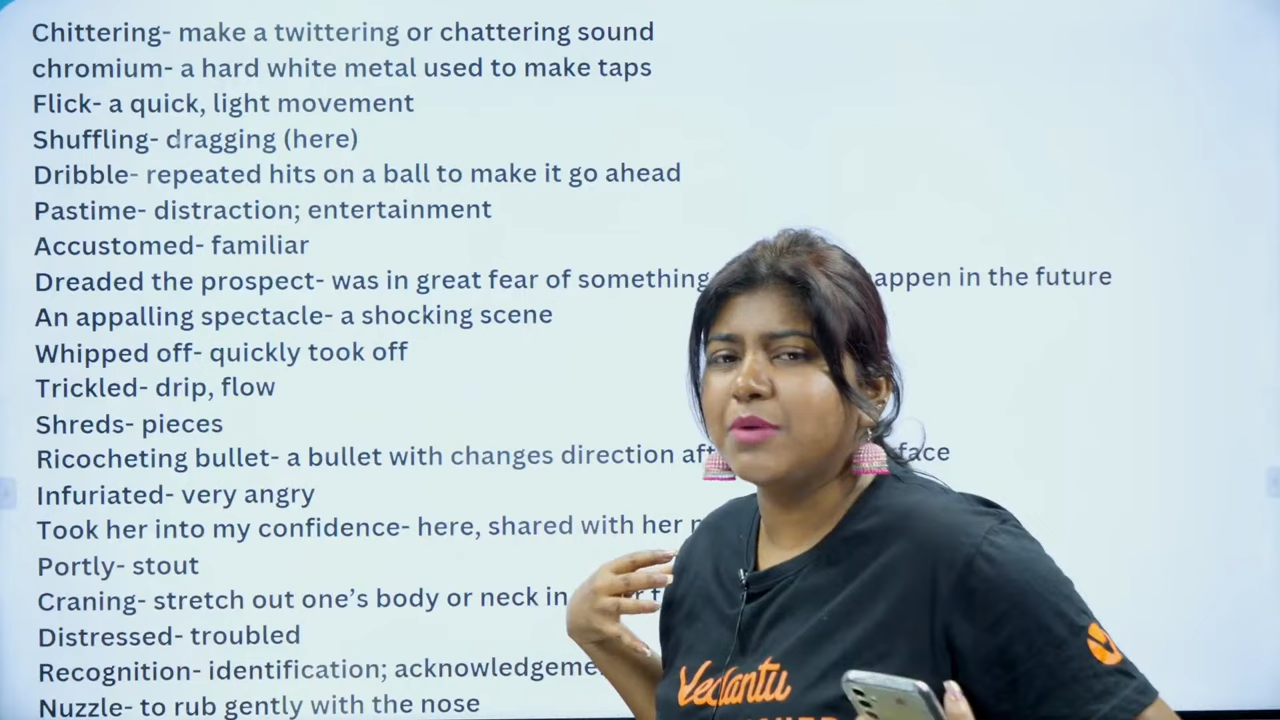 Chittering- make a twittering or chattering sound
chromium- a hard white metal used to make taps
Flick- a quick, light movement
Shuffling- dragging (here)
Dribble- repeated hits on a ball to make it go ahead
Pastime- distraction; entertainment
Accustomed- familiar
Dreaded the prospect- was in great fear of something appen in the future
An appalling spectacle- a shocking scene
Whipped off- quickly took off
Trickled- drip, flow
Shreds- pieces
Ricocheting bullet- a bullet with changes direction aft face
Infuriated- very angry
Took her into my confidence- here, shared with her
Portly- stout
Craning- stretch out one's body or neck in
Distressed- troubled
Recognition- identification; acknowledgeme
Nuzzle- to rub gently with the nose
Vedantu